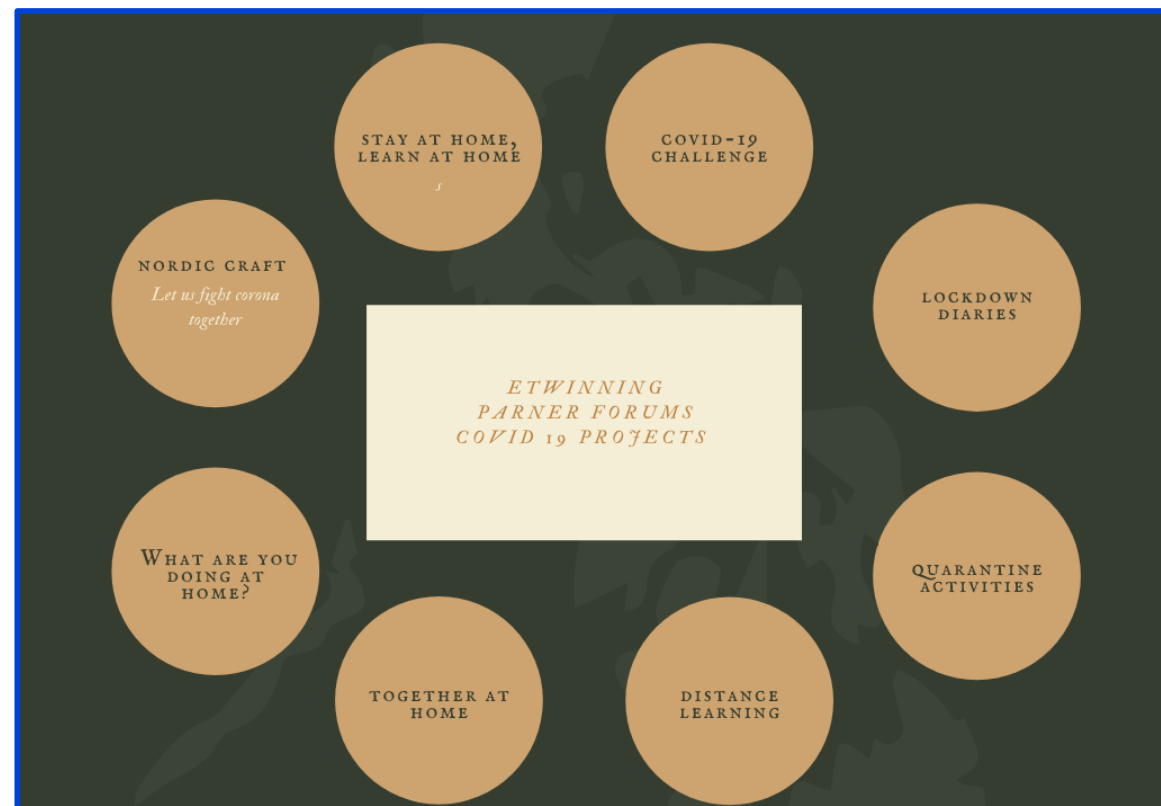 STAY AT HOME,
LEARN AT HOME
s
COVID-19
CHALLENGE
NORDIC CRAFT
Let us fight corona
together
LOCKDOWN
DIARIES
ETWINNING
PARNER FORUMS
COVID 19 PROJECTS
WHAT ARE YOU
DOING AT
HOME?
QUARANTINE
ACTIVITIES
TOGETHER AT
HOME
DISTANCE
LEARNING